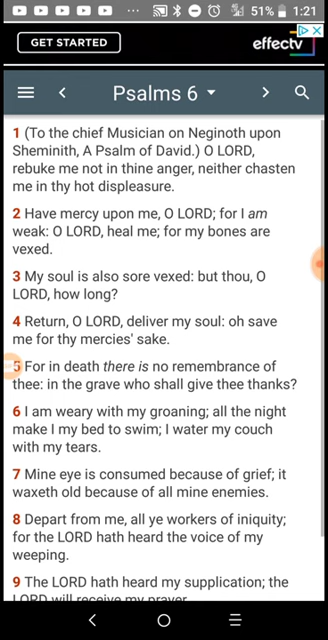 51% 1:21
GET STARTED
effectv
Psalms 6
1 (To the chief Musician on Neginoth upon
Sheminith, A Psalm of David.) O LORD,
rebuke me not in thine anger, neither chasten
me in thy hot displeasure.
2 Have mercy upon me, O LORD; for I am
weak: O LORD, heal me; for my bones are
vexed.
3 My soul is also sore vexed: but thou, O
LORD, how long?
4 Return, O LORD, deliver my soul: oh save
me for thy mercies' sake.
5 For in death there is no remembrance of
thee: in the grave who shall give thee thanks?
6 I am weary with my groaning; all the night
make I my bed to swim; I water my couch
with my tears.
7 Mine eye is consumed because of grief; it
waxeth old because of all mine enemies.
8 Depart from me, all ye workers of iniquity;
for the LORD hath heard the voice of my
weeping.
9 The LORD hath heard my supplication; the
LORD will receive my prayer